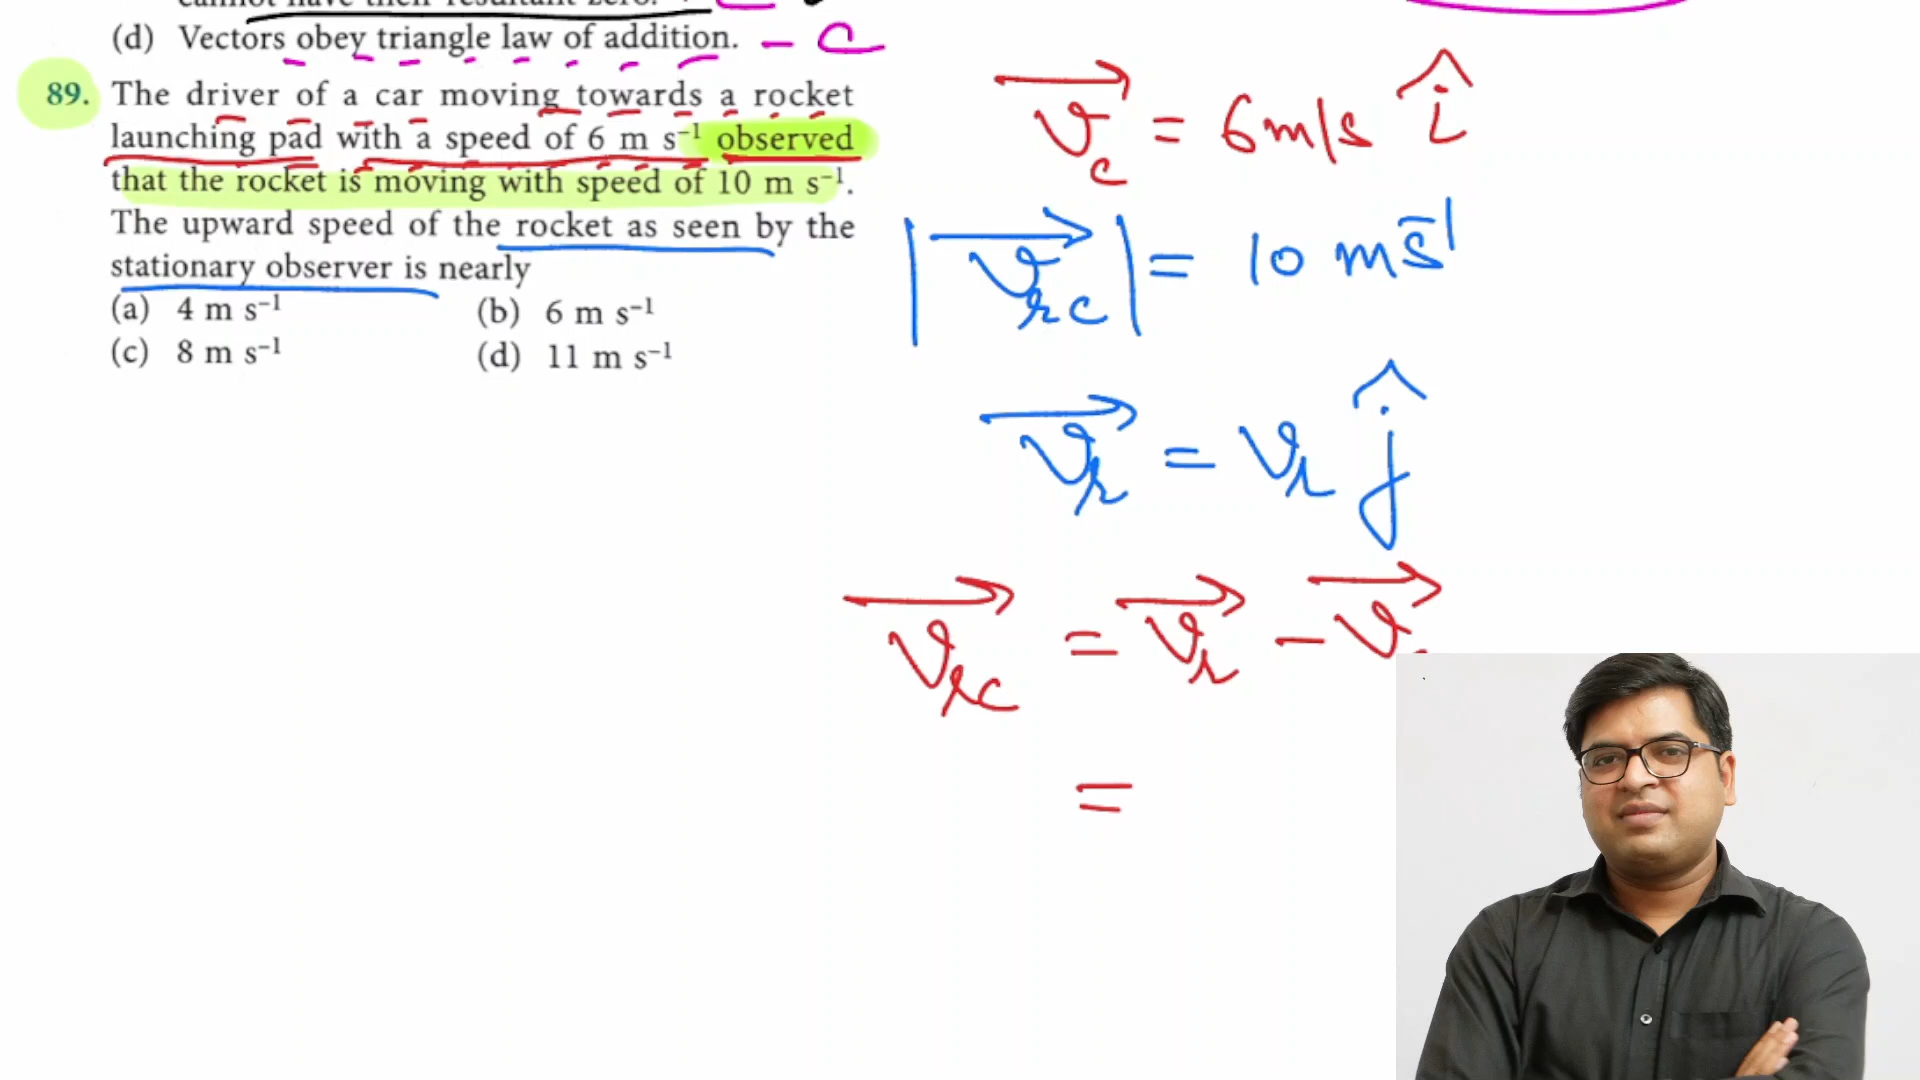 (d) Vectors obey triangle law of addition. – C
89. The driver of a car moving towards a rocket
launching pad with a speed of 6 m s⁻¹ observed
that the rocket is moving with speed of 10 m s⁻¹.
The upward speed of the rocket as seen by the
stationary observer is nearly
(a) 4 m s⁻¹ (b) 6 m s⁻¹
(c) 8 m s⁻¹ (d) 11 m s⁻¹
v⃗c = 6 m/s î
|v⃗rc| = 10 ms⁻¹
v⃗r = vr ĵ
v⃗rc = v⃗r – v⃗
=